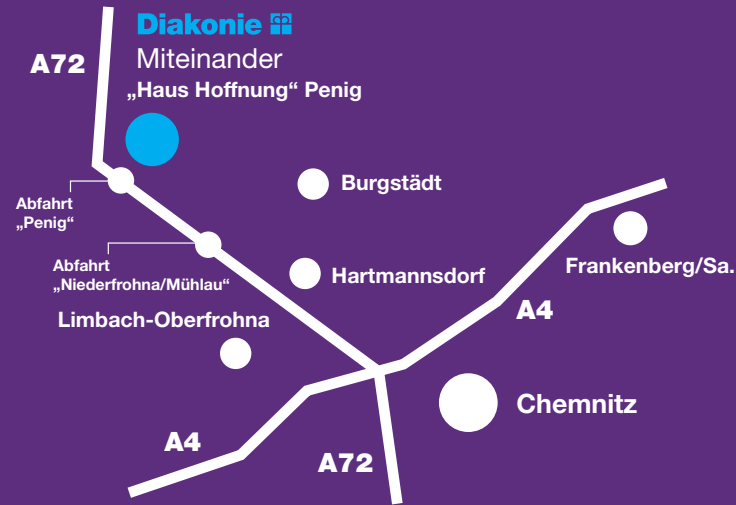 Diakonie
Miteinander
„Haus Hoffnung“ Penig
A72
Burgstädt
Abfahrt
„Penig“
Frankenberg/Sa.
Abfahrt
„Niederfrohna/Mühlau“
Hartmannsdorf
Limbach-Oberfrohna
A4
Chemnitz
A4
A72